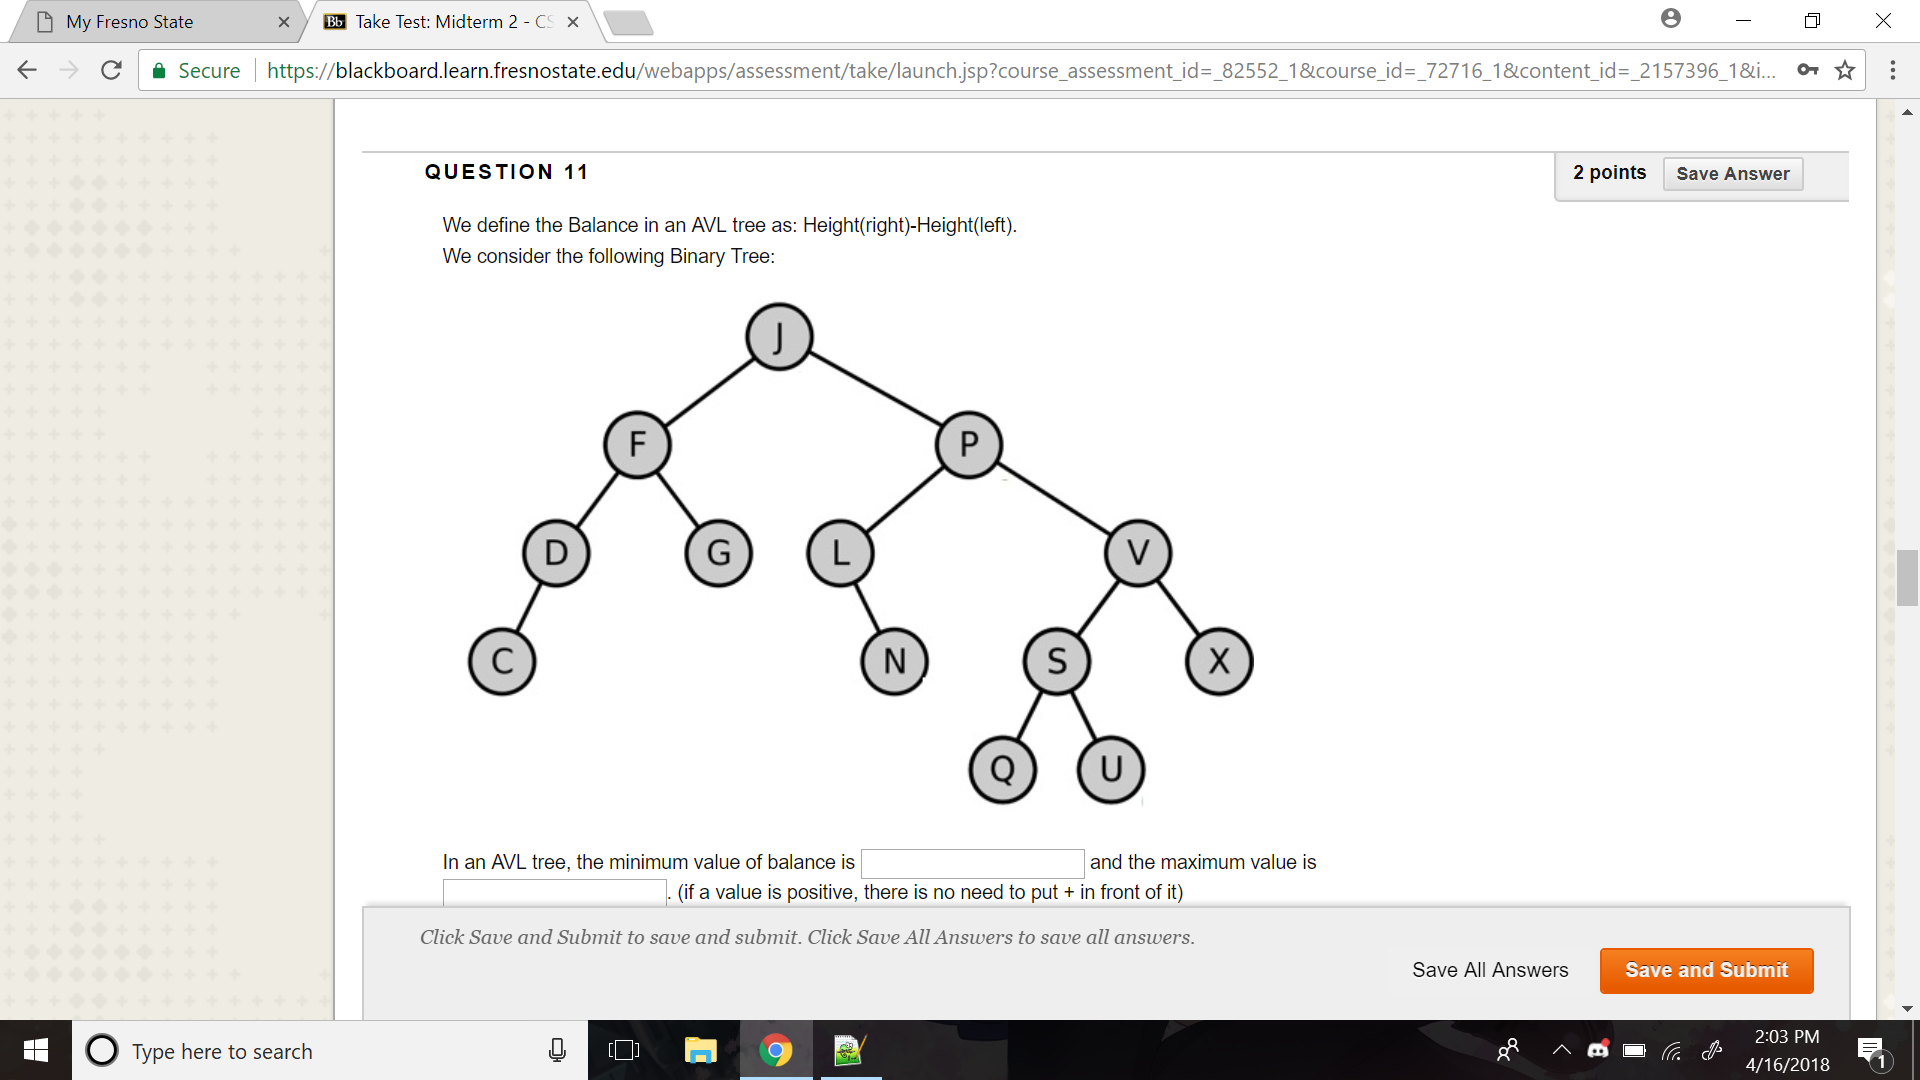 My Fresno State
Bb Take Test: Midterm 2 - CS
Secure https://blackboard.learn.fresnostate.edu/webapps/assessment/take/launch.jsp?course_assessment_id=_82552_1&course_id=_72716_1&content_id=_2157396_1&i...
QUESTION 11
2 points Save Answer
We define the Balance in an AVL tree as: Height(right)-Height(left).
We consider the following Binary Tree:
J
F P
D G L V
C N S X
Q U
In an AVL tree, the minimum value of balance is and the maximum value is
. (if a value is positive, there is no need to put + in front of it)
Click Save and Submit to save and submit. Click Save All Answers to save all answers.
Save All Answers Save and Submit
Type here to search
2:03 PM
4/16/2018
1